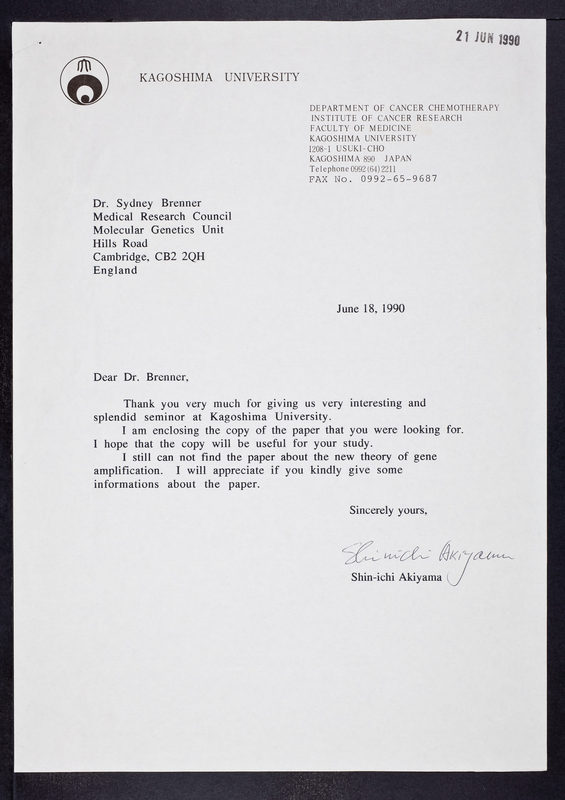 21 JUN 1990
KAGOSHIMA UNIVERSITY
DEPARTMENT OF CANCER CHEMOTHERAPY
INSTITUTE OF CANCER RESEARCH
FACULTY OF MEDICINE
KAGOSHIMA UNIVERSITY
1208-1 USUKI-CHO
KAGOSHIMA 890 JAPAN
Telephone 0992 (64) 2211
FAX No. 0992-65-9687
Dr. Sydney Brenner
Medical Research Council
Molecular Genetics Unit
Hills Road
Cambridge, CB2 2QH
England
June 18, 1990
Dear Dr. Brenner,
Thank you very much for giving us very interesting and
splendid seminar at Kagoshima University.
I am enclosing the copy of the paper that you were looking for.
I hope that the copy will be useful for your study.
I still can not find the paper about the new theory of gene
amplification. I will appreciate if you kindly give some
informations about the paper.
Sincerely yours,
Shinichi Akiyama
Shin-ichi Akiyama